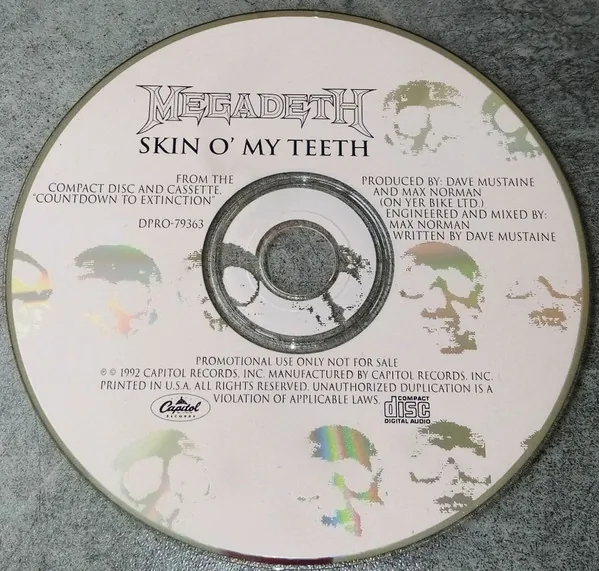 MEGADETH
SKIN O' MY TEETH
FROM THE
COMPACT DISC AND CASSETTE,
"COUNTDOWN TO EXTINCTION"
DPRO-79363
PRODUCED BY: DAVE MUSTAINE
AND MAX NORMAN
(ON YER BIKE LTD.)
ENGINEERED AND MIXED BY:
MAX NORMAN
WRITTEN BY DAVE MUSTAINE
PROMOTIONAL USE ONLY NOT FOR SALE
℗ © 1992 CAPITOL RECORDS, INC. MANUFACTURED BY CAPITOL RECORDS, INC.
PRINTED IN U.S.A. ALL RIGHTS RESERVED. UNAUTHORIZED DUPLICATION IS A
VIOLATION OF APPLICABLE LAWS.
Capitol
RECORDS
COMPACT
disc
DIGITAL AUDIO